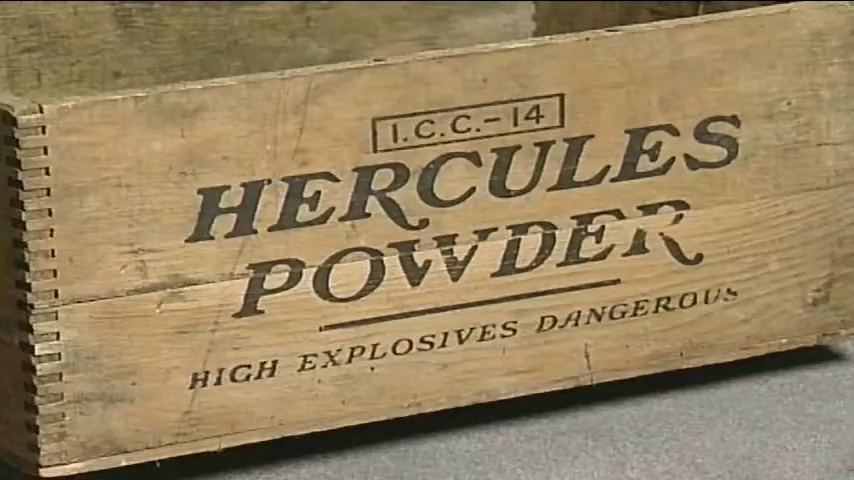 I.C.C.-14
HERCULES
POWDER
HIGH EXPLOSIVES DANGEROUS